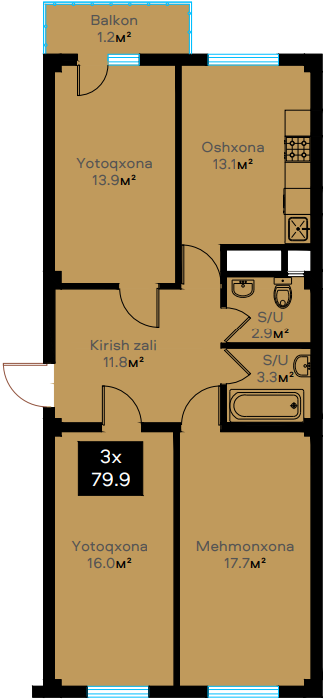 Balkon
1.2м²
Yotoqxona
13.9м²
Oshxona
13.1м²
S/U
2.9м²
Kirish zali
11.8м²
S/U
3.3м²
3x
79.9
Yotoqxona
16.0м²
Mehmonxona
17.7м²